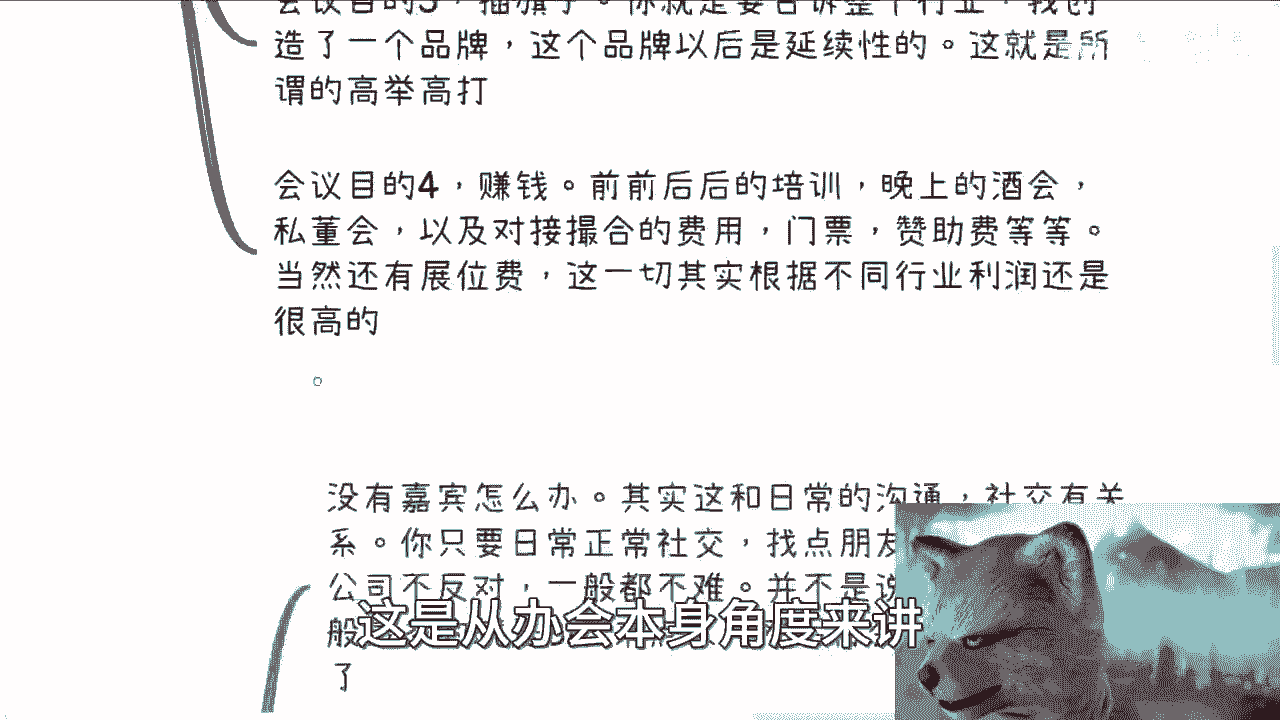 会议目的3，插旗子。你就是要告诉整个行业，我创
造了一个品牌，这个品牌以后是延续性的。这就是所
谓的高举高打
会议目的4，赚钱。前前后后的培训，晚上的酒会，
私董会，以及对接撮合的费用，门票，赞助费等等。
当然还有展位费，这一切其实根据不同行业利润还是
很高的
。
没有嘉宾怎么办。其实这和日常的沟通，社交有关
系。你只要日常正常社交，找点朋友
公司不反对，一般都不难。并不是说
般
了
这是从办会本身角度来讲